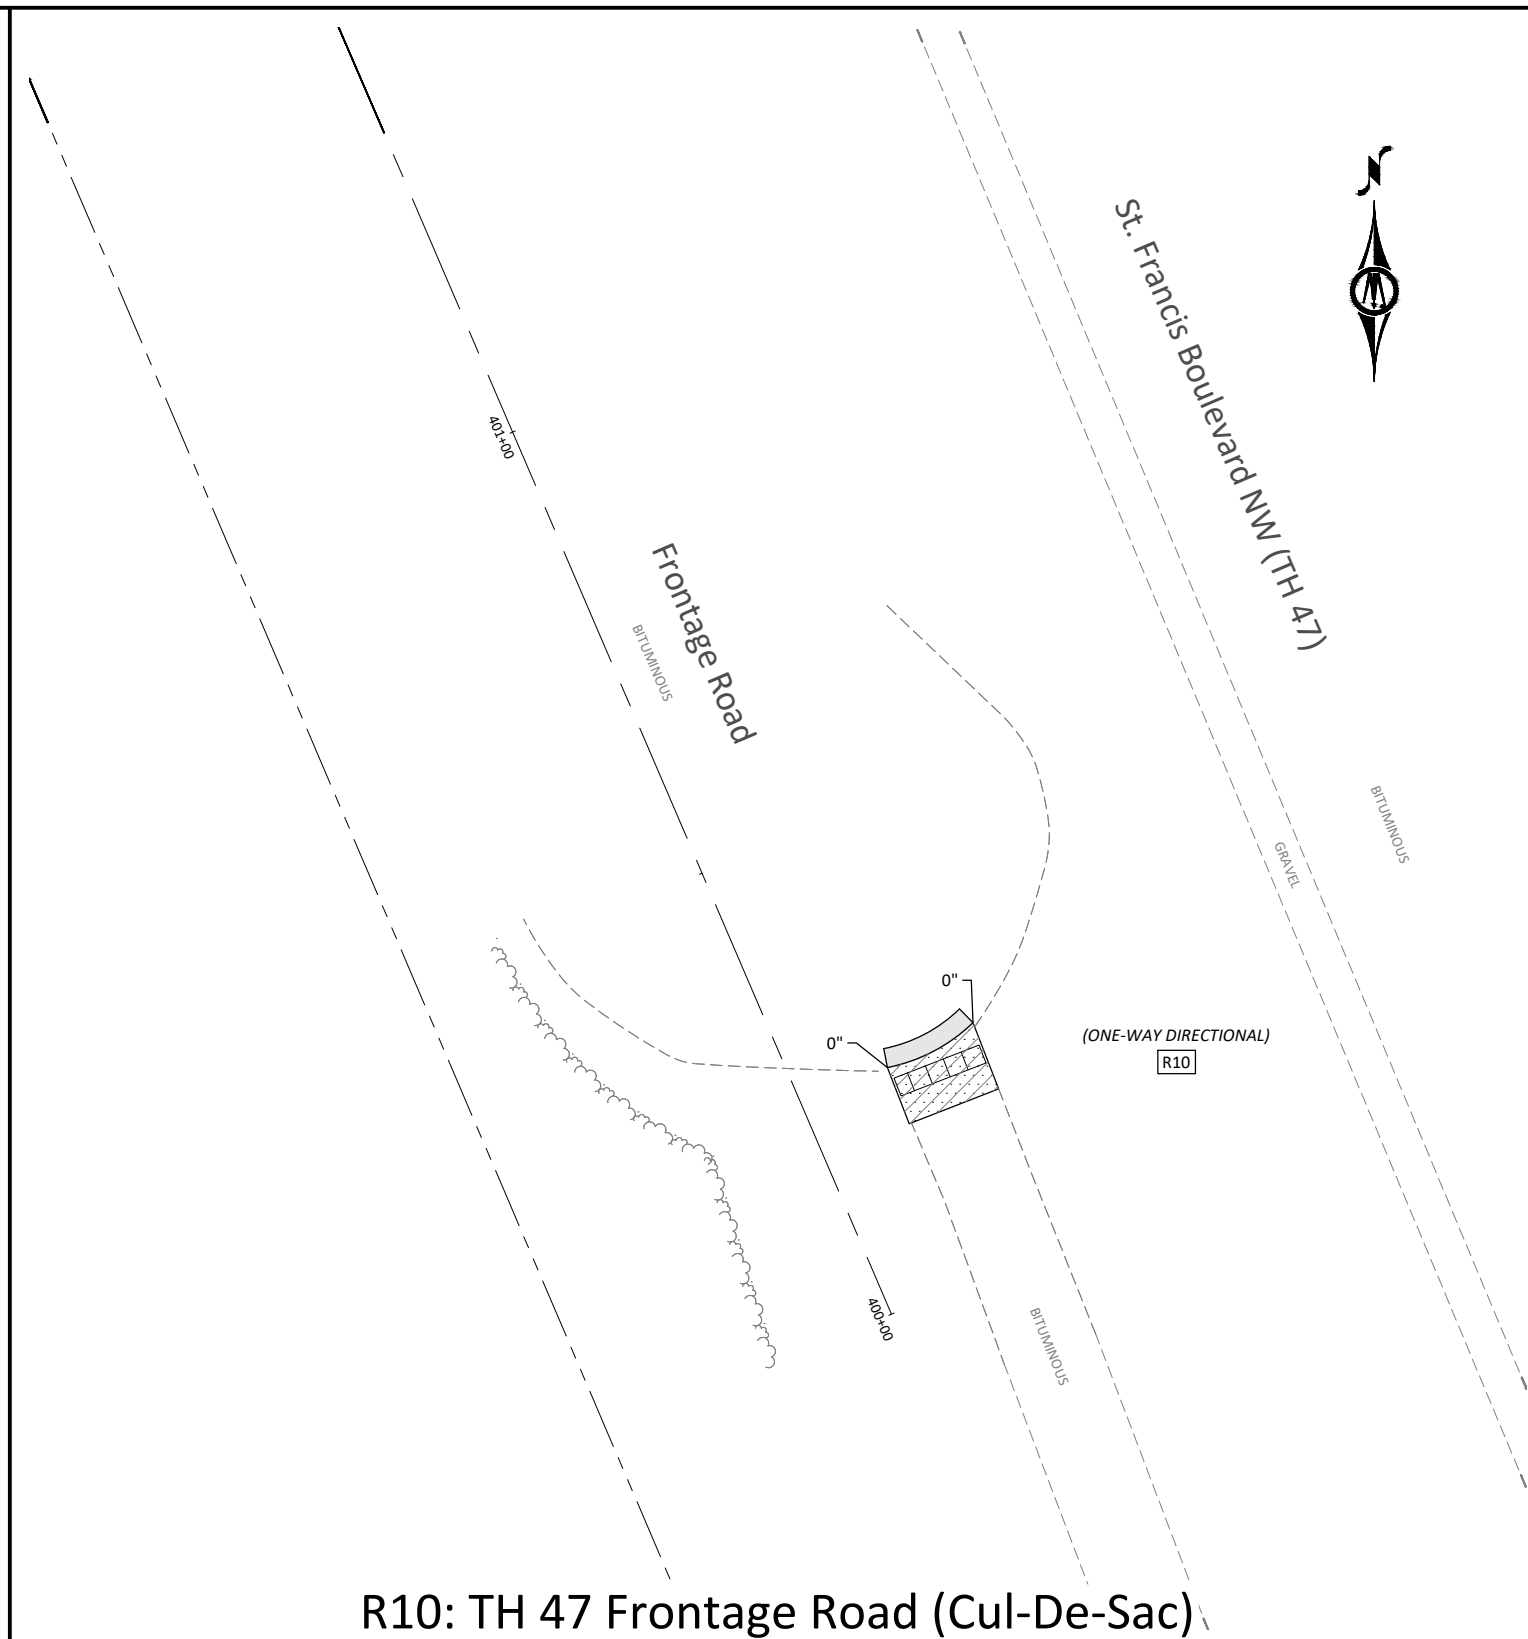 N
St. Francis Boulevard NW (TH 47)
401+00
Frontage Road
BITUMINOUS
BITUMINOUS
GRAVEL
0"
0"
(ONE-WAY DIRECTIONAL)
R10
400+00
BITUMINOUS
R10: TH 47 Frontage Road (Cul-De-Sac)